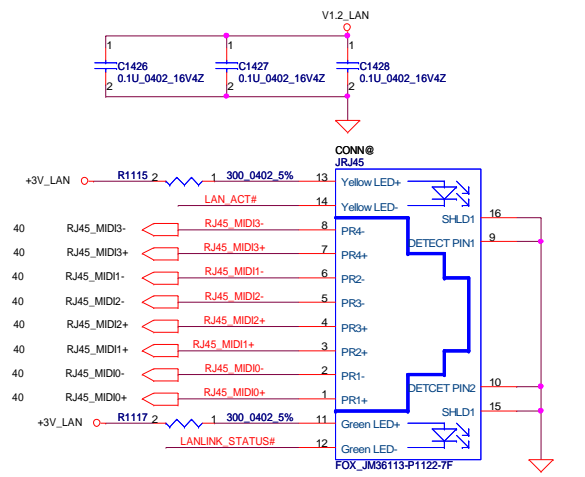 V1.2_LAN
1 1 1
C1426 C1427 C1428
0.1U_0402_16V4Z 0.1U_0402_16V4Z 0.1U_0402_16V4Z
2 2 2
CONN@
JRJ45
+3V_LAN R1115 2 1 300_0402_5% 13 Yellow LED+
LAN_ACT# 14 Yellow LED-
SHLD1 16
40 RJ45_MIDI3- RJ45_MIDI3- 8 PR4-
DETECT PIN1 9
40 RJ45_MIDI3+ RJ45_MIDI3+ 7 PR4+
40 RJ45_MIDI1- RJ45_MIDI1- 6 PR2-
40 RJ45_MIDI2- RJ45_MIDI2- 5 PR3-
40 RJ45_MIDI2+ RJ45_MIDI2+ 4 PR3+
40 RJ45_MIDI1+ RJ45_MIDI1+ 3 PR2+
40 RJ45_MIDI0- RJ45_MIDI0- 2 PR1-
DETCET PIN2 10
40 RJ45_MIDI0+ RJ45_MIDI0+ 1 PR1+
SHLD1 15
+3V_LAN R1117 2 1 300_0402_5% 11 Green LED+
LANLINK_STATUS# 12 Green LED-
FOX_JM36113-P1122-7F